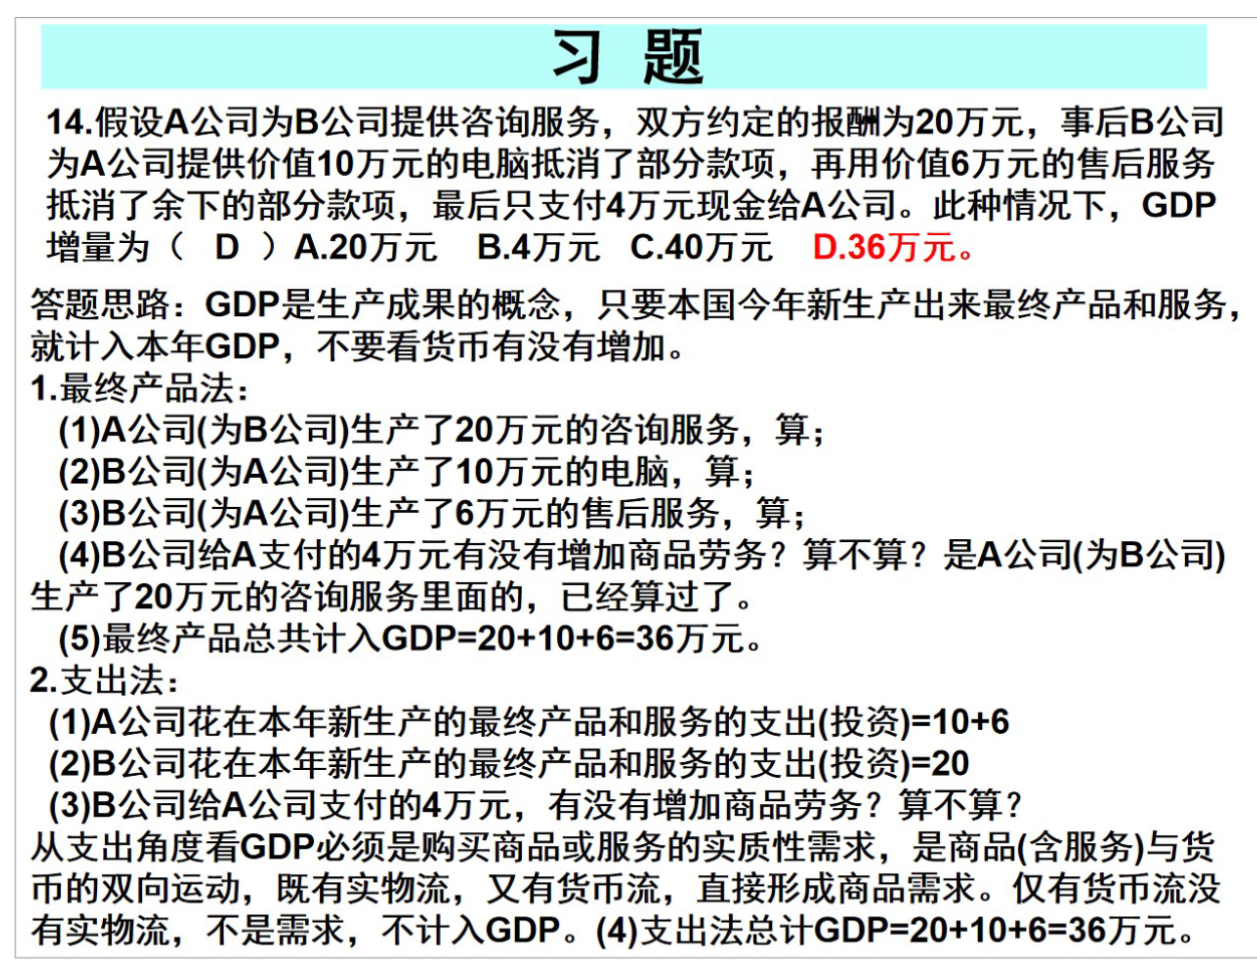 习 题
14.假设A公司为B公司提供咨询服务，双方约定的报酬为20万元，事后B公司
为A公司提供价值10万元的电脑抵消了部分款项，再用价值6万元的售后服务
抵消了余下的部分款项，最后只支付4万元现金给A公司。此种情况下，GDP
增量为（ D ）A.20万元 B.4万元 C.40万元 D.36万元。
答题思路：GDP是生产成果的概念，只要本国今年新生产出来最终产品和服务，
就计入本年GDP，不要看货币有没有增加。
1.最终产品法：
(1)A公司(为B公司)生产了20万元的咨询服务，算；
(2)B公司(为A公司)生产了10万元的电脑，算；
(3)B公司(为A公司)生产了6万元的售后服务，算；
(4)B公司给A支付的4万元有没有增加商品劳务？算不算？是A公司(为B公司)
生产了20万元的咨询服务里面的，已经算过了。
(5)最终产品总共计入GDP=20+10+6=36万元。
2.支出法：
(1)A公司花在本年新生产的最终产品和服务的支出(投资)=10+6
(2)B公司花在本年新生产的最终产品和服务的支出(投资)=20
(3)B公司给A公司支付的4万元，有没有增加商品劳务？算不算？
从支出角度看GDP必须是购买商品或服务的实质性需求，是商品(含服务)与货
币的双向运动，既有实物流，又有货币流，直接形成商品需求。仅有货币流没
有实物流，不是需求，不计入GDP。(4)支出法总计GDP=20+10+6=36万元。